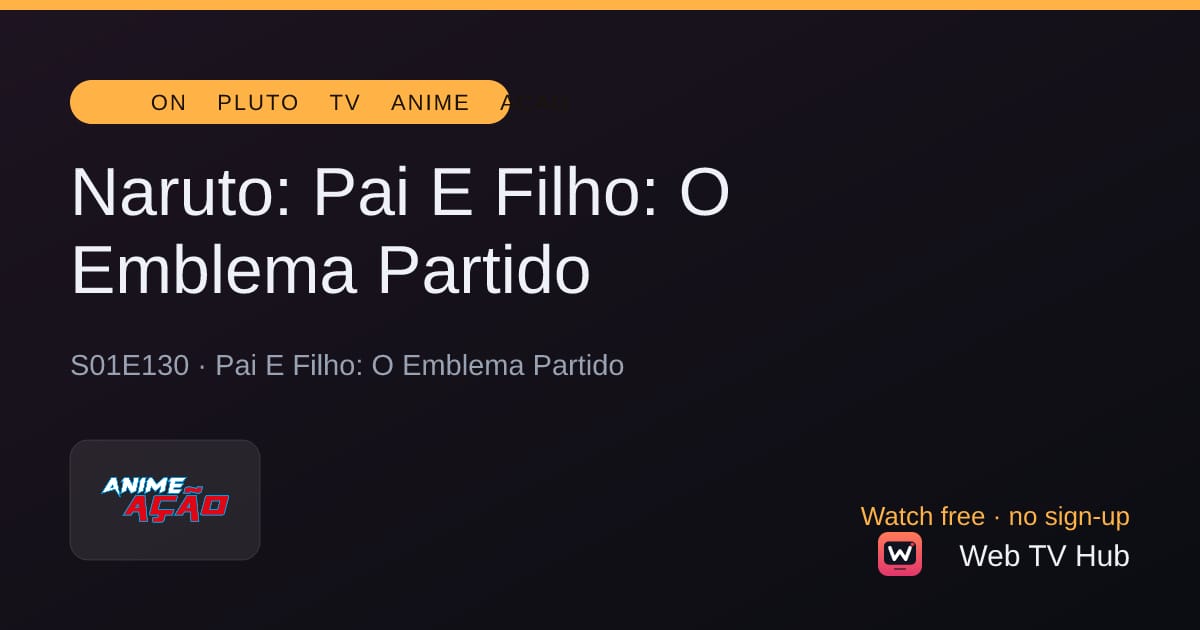 ON PLUTO TV ANIME AÇÃO
Naruto: Pai E Filho: O
Emblema Partido
S01E130 · Pai E Filho: O Emblema Partido
ANIME
AÇÃO
Watch free · no sign-up
W
Web TV Hub